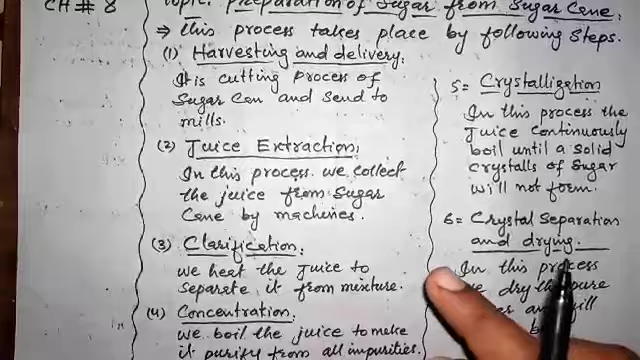 CH # 8
Topic: Preparation of Sugar from Sugar Cane:
⇒ this process takes place by following steps.
(1) Harvesting and delivery:
It is cutting process of
Sugar Can and send to
mills.
(2) Juice Extraction:
In this process we collect
the juice from Sugar
Cane by machines.
(3) Clarification:
we heat the Juice to
separate it from mixture.
(4) Concentration:
we boil the juice to make
it purify from all impurities.
5= Crystallization
In this process the
Juice continuously
boil until a solid
crystalls of sugar
will not form.
6= Crystal Separation
and drying.
In this process
dry the pure